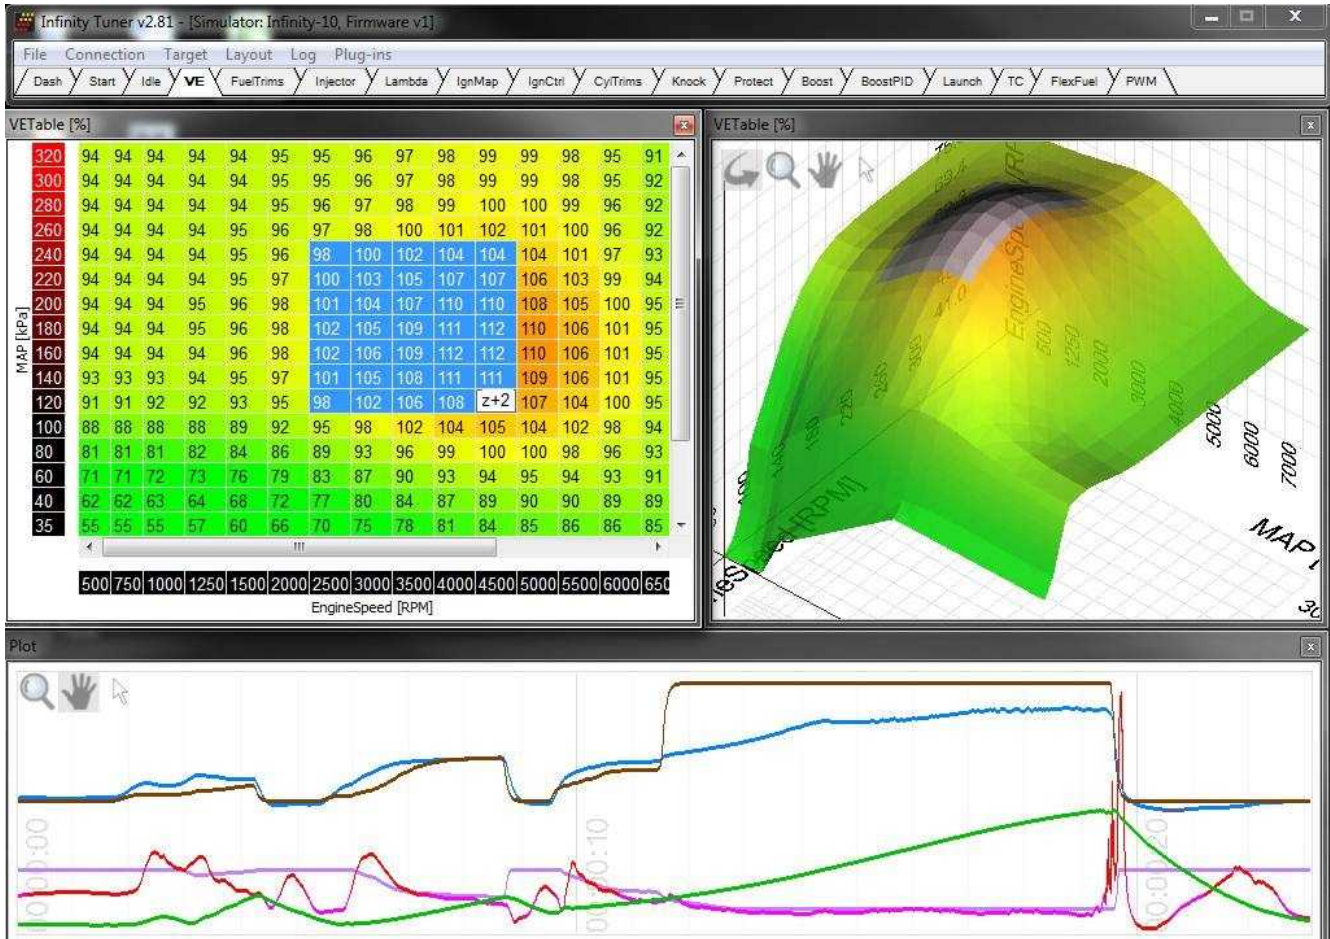 Infinity Tuner v2.81 - [Simulator: Infinity-10, Firmware v1]
File Connection Target Layout Log Plug-ins
Dash Start Idle VE FuelTrims Injector Lambda IgnMap IgnCtrl CylTrims Knock Protect Boost BoostPID Launch TC FlexFuel PWM
VETable [%]
320 94 94 94 94 94 95 95 96 97 98 99 99 98 95 91
300 94 94 94 94 94 95 95 96 97 98 99 99 98 95 92
280 94 94 94 94 94 95 96 97 98 99 100 100 99 96 92
260 94 94 94 94 95 96 97 98 100 101 102 101 100 96 92
240 94 94 94 94 95 96 98 100 102 104 104 104 101 97 93
220 94 94 94 94 95 97 100 103 105 107 107 106 103 99 94
200 94 94 94 95 96 98 101 104 107 110 110 108 105 100 95
180 94 94 94 95 96 98 102 105 109 111 112 110 106 101 95
160 94 94 94 94 96 98 102 106 109 112 112 110 106 101 95
140 93 93 93 94 95 97 101 105 108 111 111 109 106 101 95
120 91 91 92 92 93 95 98 102 106 108 z+2 107 104 100 95
100 88 88 88 88 89 92 95 98 102 104 105 104 102 98 94
80 81 81 81 82 84 86 89 93 96 99 100 100 98 96 93
60 71 71 72 73 76 79 83 87 90 93 94 95 94 93 91
40 62 62 63 64 68 72 77 80 84 87 89 90 90 89 89
35 55 55 55 57 60 66 70 75 78 81 84 85 86 86 85
MAP [kPa]
500 750 1000 1250 1500 2000 2500 3000 3500 4000 4500 5000 5500 6000 650
EngineSpeed [RPM]
VETable [%]
63.4
41.0
EngineSpeed [RPM]
500
1250
2000
3000
4000
5000
6000
7000
MAP [
Plot
00:00:00
00:00:10
00:00:20